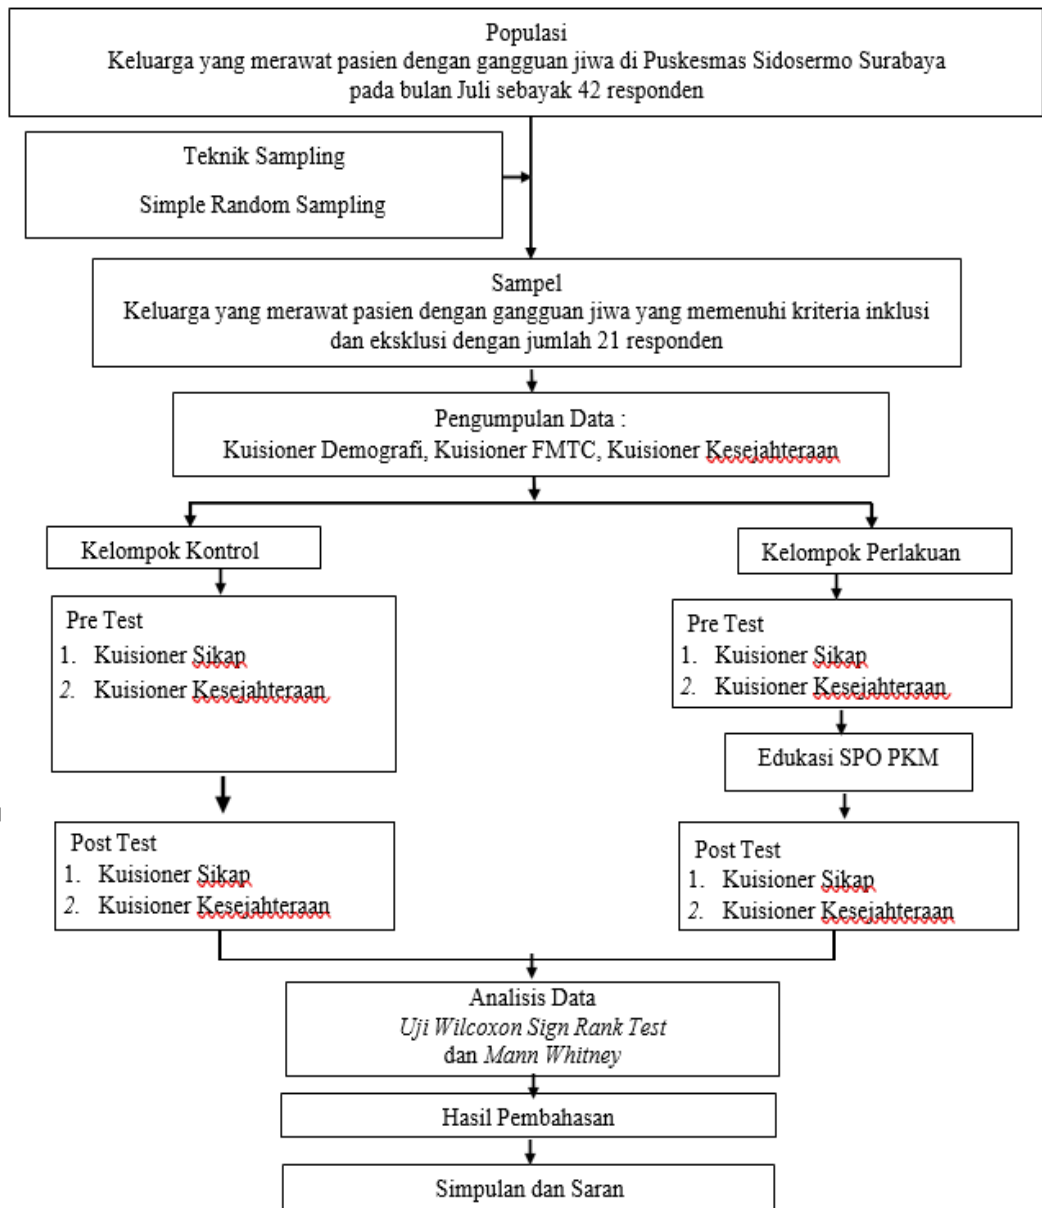 Populasi
Keluarga yang merawat pasien dengan gangguan jiwa di Puskesmas Sidosermo Surabaya
pada bulan Juli sebayak 42 responden
Teknik Sampling
Simple Random Sampling
Sampel
Keluarga yang merawat pasien dengan gangguan jiwa yang memenuhi kriteria inklusi
dan eksklusi dengan jumlah 21 responden
Pengumpulan Data :
Kuisioner Demografi, Kuisioner FMTC, Kuisioner Kesejahteraan
Kelompok Kontrol
Pre Test
1. Kuisioner Sikap
2. Kuisioner Kesejahteraan
Post Test
1. Kuisioner Sikap
2. Kuisioner Kesejahteraan
Kelompok Perlakuan
Pre Test
1. Kuisioner Sikap
2. Kuisioner Kesejahteraan
Edukasi SPO PKM
Post Test
1. Kuisioner Sikap
2. Kuisioner Kesejahteraan
Analisis Data
Uji Wilcoxon Sign Rank Test
dan Mann Whitney
Hasil Pembahasan
Simpulan dan Saran